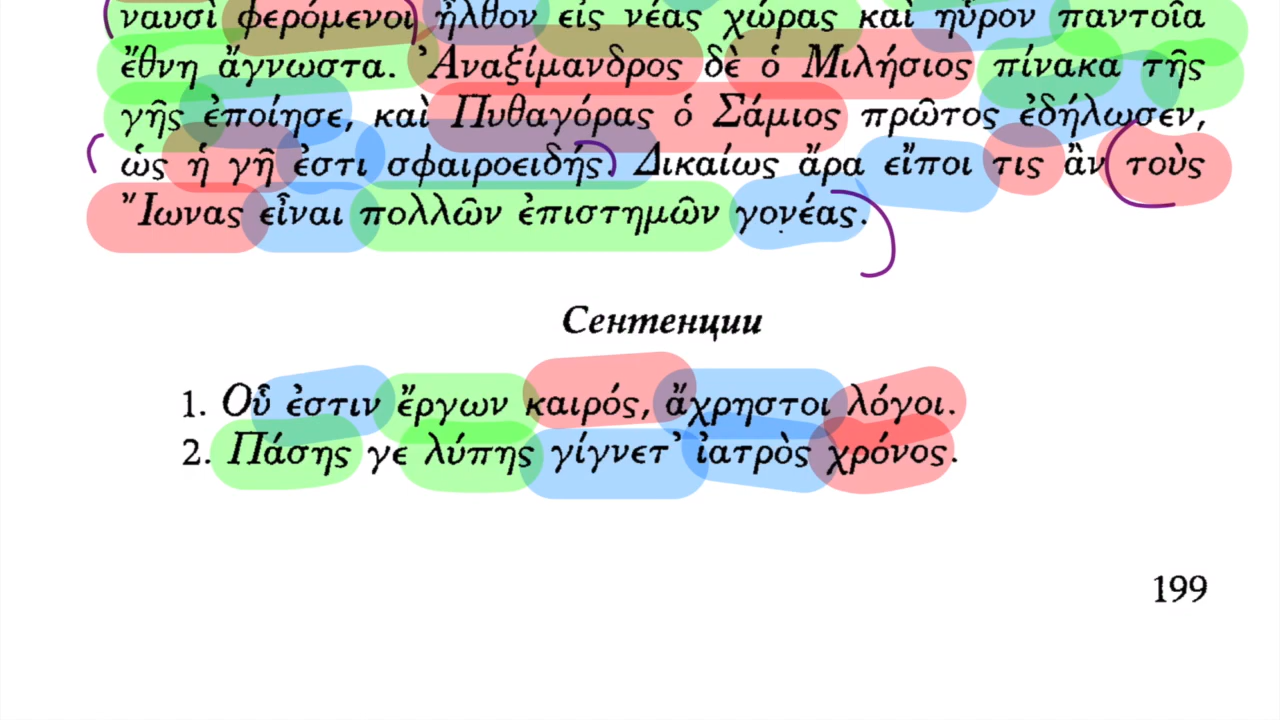 ναυσὶ φερόμενοι ἦλθον εἰς νέας χώρας καὶ ηὗρον παντοῖα
ἔθνη ἄγνωστα. Ἀναξίμανδρος δὲ ὁ Μιλήσιος πίνακα τῆς
γῆς ἐποίησε, καὶ Πυθαγόρας ὁ Σάμιος πρῶτος ἐδήλωσεν,
ὡς ἡ γῆ ἐστι σφαιροειδής. Δικαίως ἄρα εἴποι τις ἂν τοὺς
Ἴωνας εἶναι πολλῶν ἐπιστημῶν γονέας.
Сентенции
1. Οὗ ἐστιν ἔργων καιρός, ἄχρηστοι λόγοι.
2. Πάσης γε λύπης γίγνετ᾽ ἰατρὸς χρόνος.
199